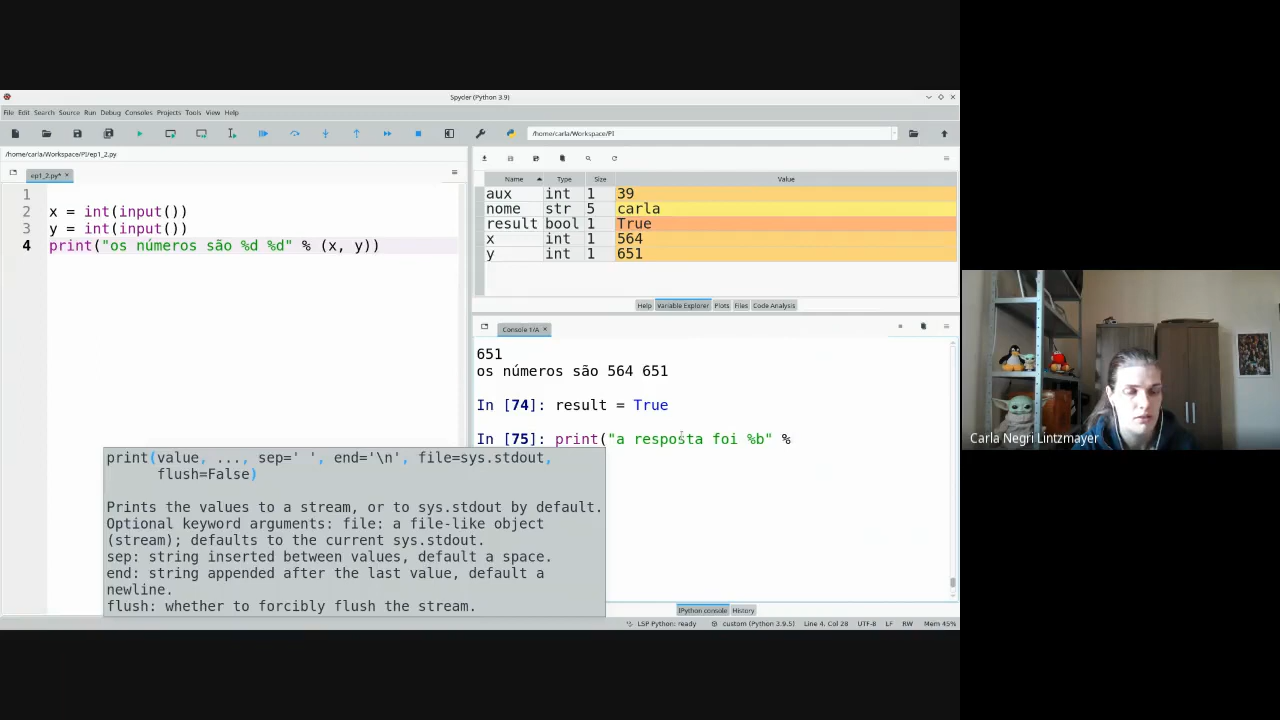 Spyder (Python 3.9)
File Edit Search Source Run Debug Consoles Projects Tools View Help
/home/carla/Workspace/PI
/home/carla/Workspace/PI/ep1_2.py
ep1_2.py*
1
2 x = int(input())
3 y = int(input())
4 print("os números são %d %d" % (x, y))
Name Type Size Value
aux int 1 39
nome str 5 carla
result bool 1 True
x int 1 564
y int 1 651
Help Variable Explorer Plots Files Code Analysis
Console 1/A
651
os números são 564 651
In [74]: result = True
In [75]: print("a resposta foi %b" %
print(value, ..., sep=' ', end='\n', file=sys.stdout,
flush=False)
Prints the values to a stream, or to sys.stdout by default.
Optional keyword arguments: file: a file-like object
(stream); defaults to the current sys.stdout.
sep: string inserted between values, default a space.
end: string appended after the last value, default a
newline.
flush: whether to forcibly flush the stream.
IPython console History
LSP Python: ready custom (Python 3.9.5) Line 4, Col 28 UTF-8 LF RW Mem 45%
Carla Negri Lintzmayer